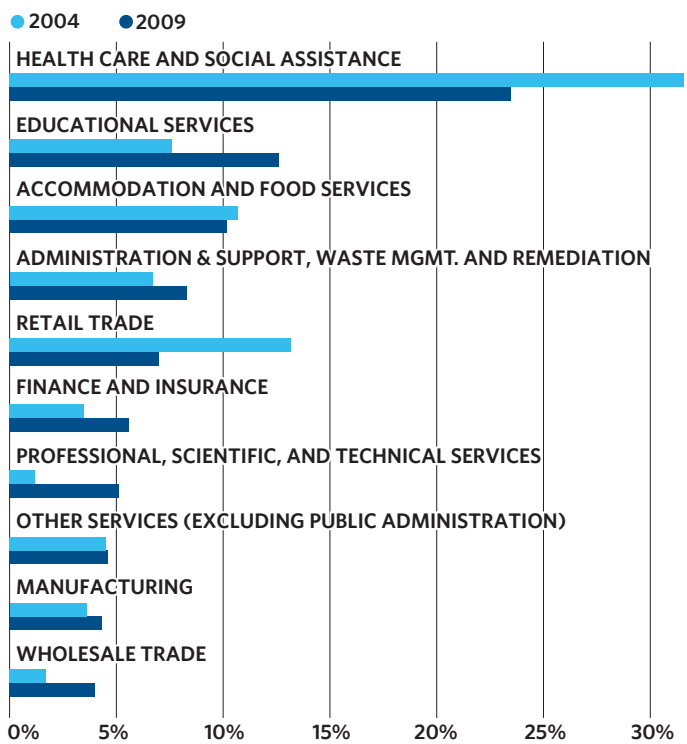 2004 2009
HEALTH CARE AND SOCIAL ASSISTANCE
EDUCATIONAL SERVICES
ACCOMMODATION AND FOOD SERVICES
ADMINISTRATION & SUPPORT, WASTE MGMT. AND REMEDIATION
RETAIL TRADE
FINANCE AND INSURANCE
PROFESSIONAL, SCIENTIFIC, AND TECHNICAL SERVICES
OTHER SERVICES (EXCLUDING PUBLIC ADMINISTRATION)
MANUFACTURING
WHOLESALE TRADE
0% 5% 10% 15% 20% 25% 30%